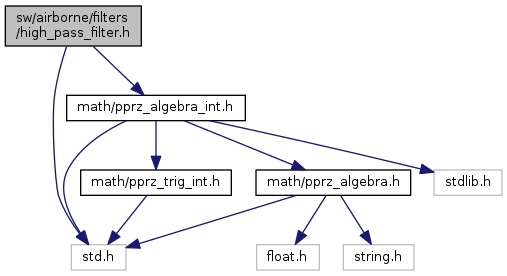 sw/airborne/filters
/high_pass_filter.h
math/pprz_algebra_int.h
math/pprz_trig_int.h
math/pprz_algebra.h
stdlib.h
std.h
float.h
string.h